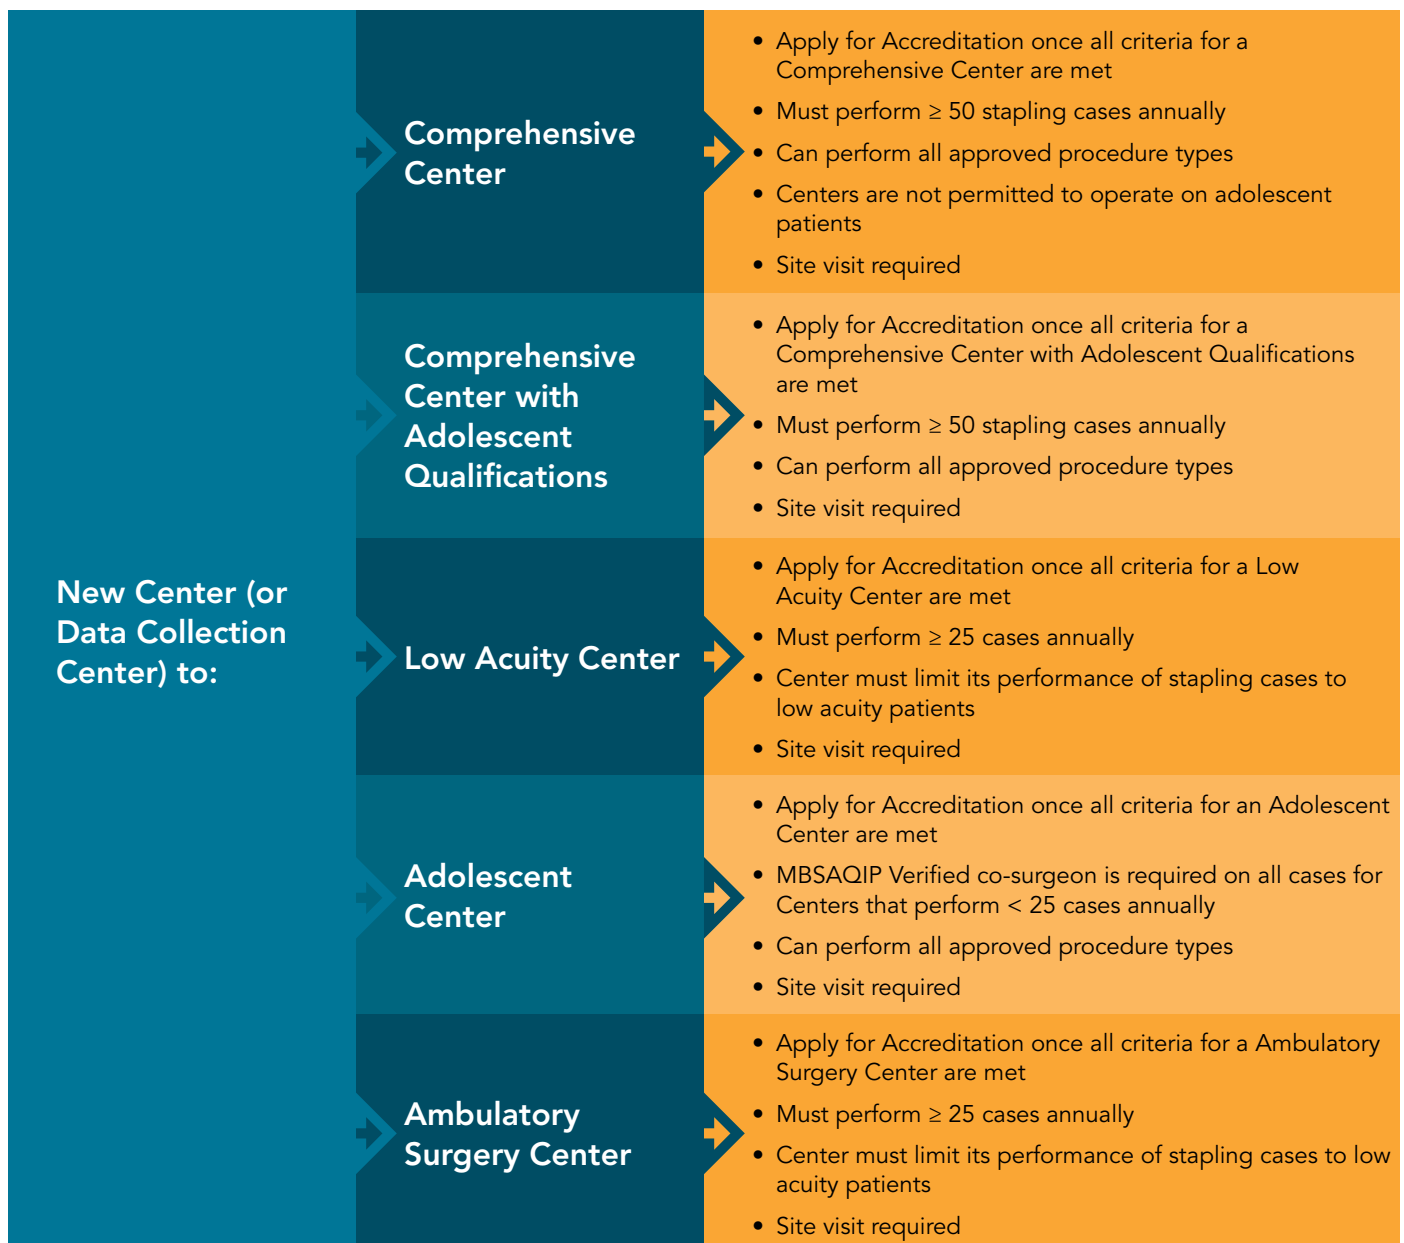 New Center (or
Data Collection
Center) to:
Comprehensive
Center
• Apply for Accreditation once all criteria for a
Comprehensive Center are met
• Must perform ≥ 50 stapling cases annually
• Can perform all approved procedure types
• Centers are not permitted to operate on adolescent
patients
• Site visit required
Comprehensive
Center with
Adolescent
Qualifications
• Apply for Accreditation once all criteria for a
Comprehensive Center with Adolescent Qualifications
are met
• Must perform ≥ 50 stapling cases annually
• Can perform all approved procedure types
• Site visit required
Low Acuity Center
• Apply for Accreditation once all criteria for a Low
Acuity Center are met
• Must perform ≥ 25 cases annually
• Center must limit its performance of stapling cases to
low acuity patients
• Site visit required
Adolescent
Center
• Apply for Accreditation once all criteria for an Adolescent
Center are met
• MBSAQIP Verified co-surgeon is required on all cases for
Centers that perform < 25 cases annually
• Can perform all approved procedure types
• Site visit required
Ambulatory
Surgery Center
• Apply for Accreditation once all criteria for a Ambulatory
Surgery Center are met
• Must perform ≥ 25 cases annually
• Center must limit its performance of stapling cases to low
acuity patients
• Site visit required